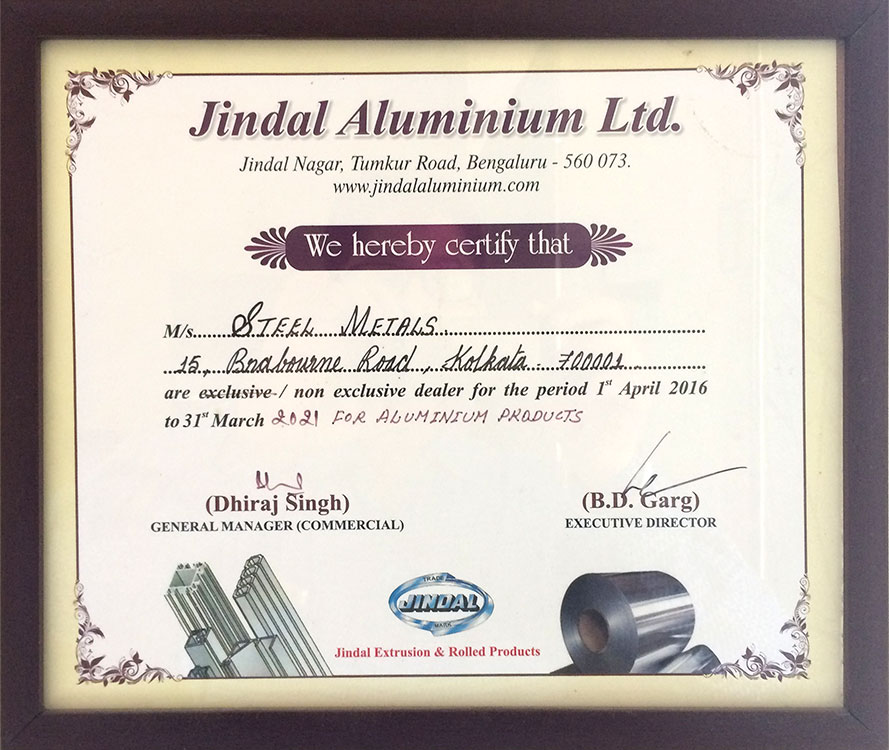 Jindal Aluminium Ltd.
Jindal Nagar, Tumkur Road, Bengaluru - 560 073.
www.jindalaluminium.com
We hereby certify that
M/s. STEEL METALS
15, Brabourne Road, Kolkata - 700001
are exclusive / non exclusive dealer for the period 1st April 2016
to 31st March 2021 FOR ALUMINIUM PRODUCTS
(Dhiraj Singh)
GENERAL MANAGER (COMMERCIAL)
(B.D. Garg)
EXECUTIVE DIRECTOR
TRADE
JINDAL
MARK
Jindal Extrusion & Rolled Products